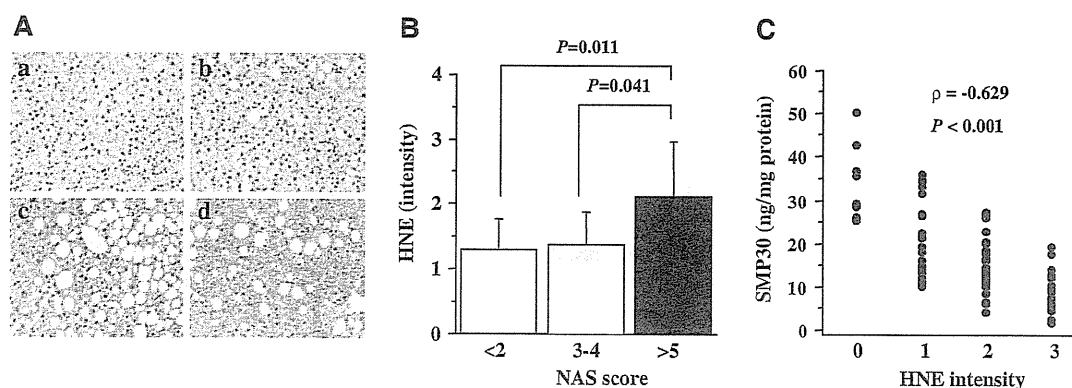 A
a
b
c
d
B
P=0.011
P=0.041
HNE (intensity)
4
3
2
1
0
<2
3-4
>5
NAS score
C
ρ = -0.629
P < 0.001
SMP30 (ng/mg protein)
60
50
40
30
20
10
0
0
1
2
3
HNE intensity